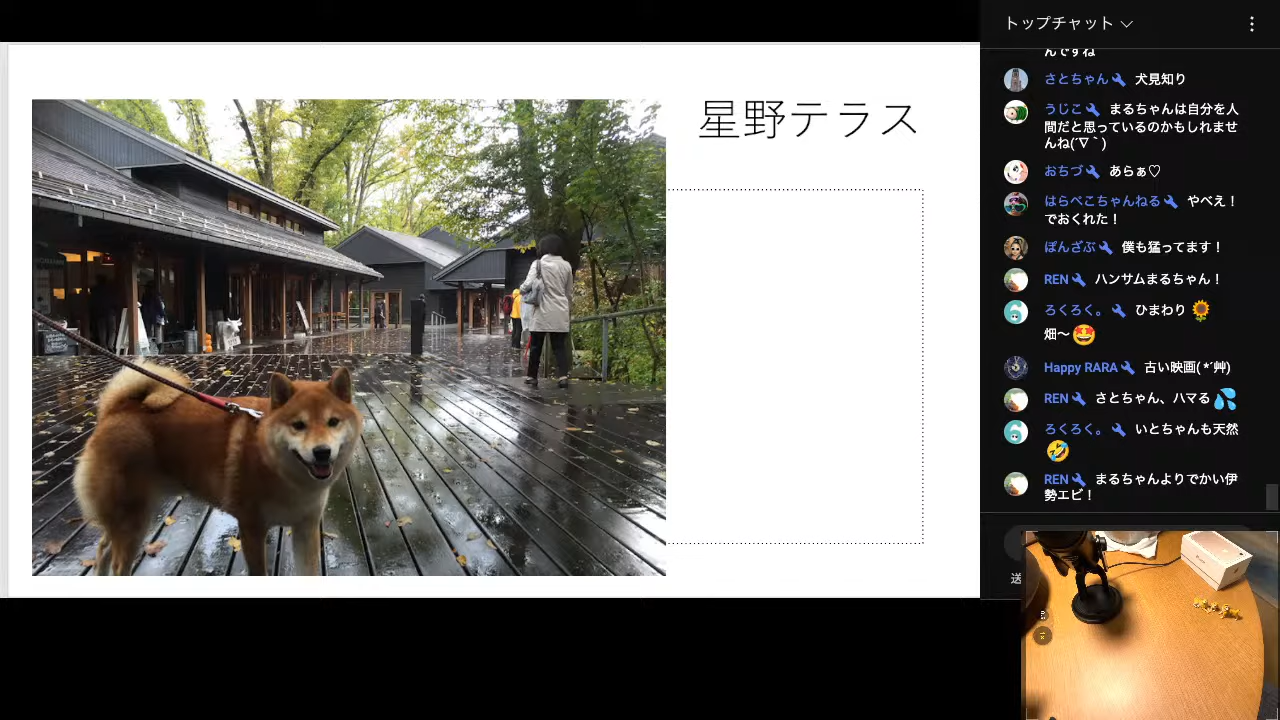 星野テラス
トップチャット
んですね
さとちゃん 犬見知り
うじこ まるちゃんは自分を人
間だと思っているのかもしれませ
んね(´∇｀)
おちづ あらぁ♡
はらぺこちゃんねる やべえ！
でおくれた！
ぽんざぶ 僕も猛ってます！
REN ハンサムまるちゃん！
ろくろく。 ひまわり🌻
畑〜🤩
Happy RARA 古い映画(*´艸)
REN さとちゃん、ハマる💦
ろくろく。 いとちゃんも天然
🤣
REN まるちゃんよりでかい伊
勢エビ！
送